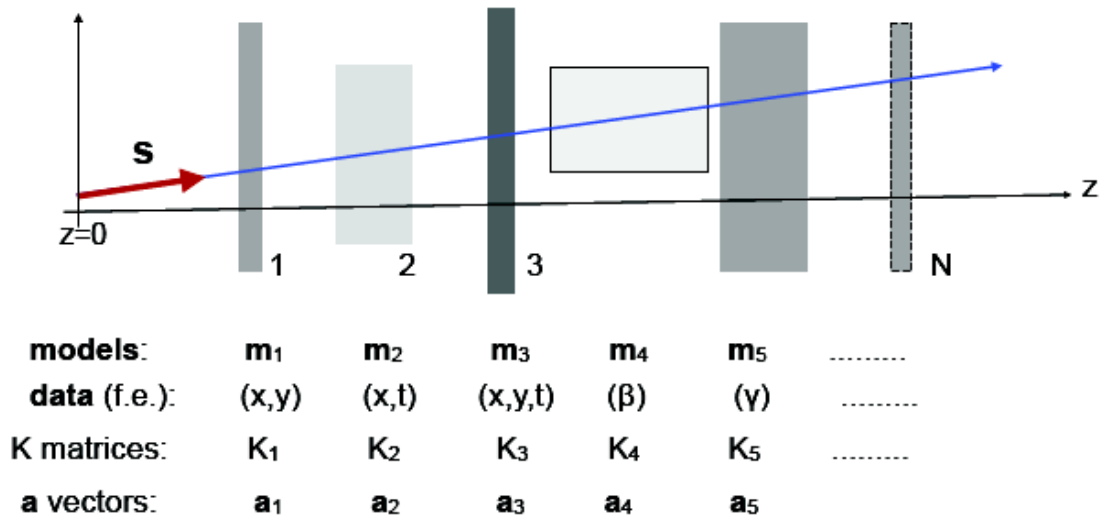 S
z
z=0
1 2 3 N
models: m₁ m₂ m₃ m₄ m₅ .........
data (f.e.): (x,y) (x,t) (x,y,t) (β) (γ) .........
K matrices: K₁ K₂ K₃ K₄ K₅ .........
a vectors: a₁ a₂ a₃ a₄ a₅